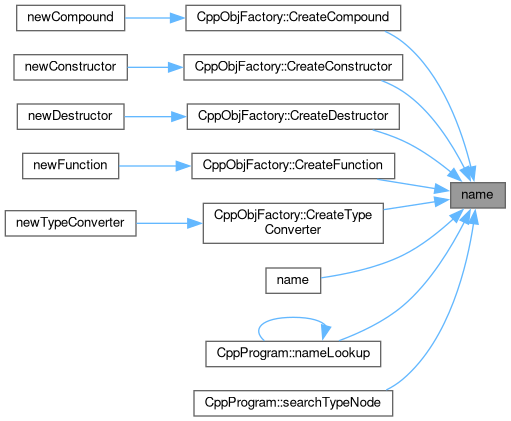 newCompound
CppObjFactory::CreateCompound
newConstructor
CppObjFactory::CreateConstructor
newDestructor
CppObjFactory::CreateDestructor
newFunction
CppObjFactory::CreateFunction
name
newTypeConverter
CppObjFactory::CreateType
Converter
name
CppProgram::nameLookup
CppProgram::searchTypeNode